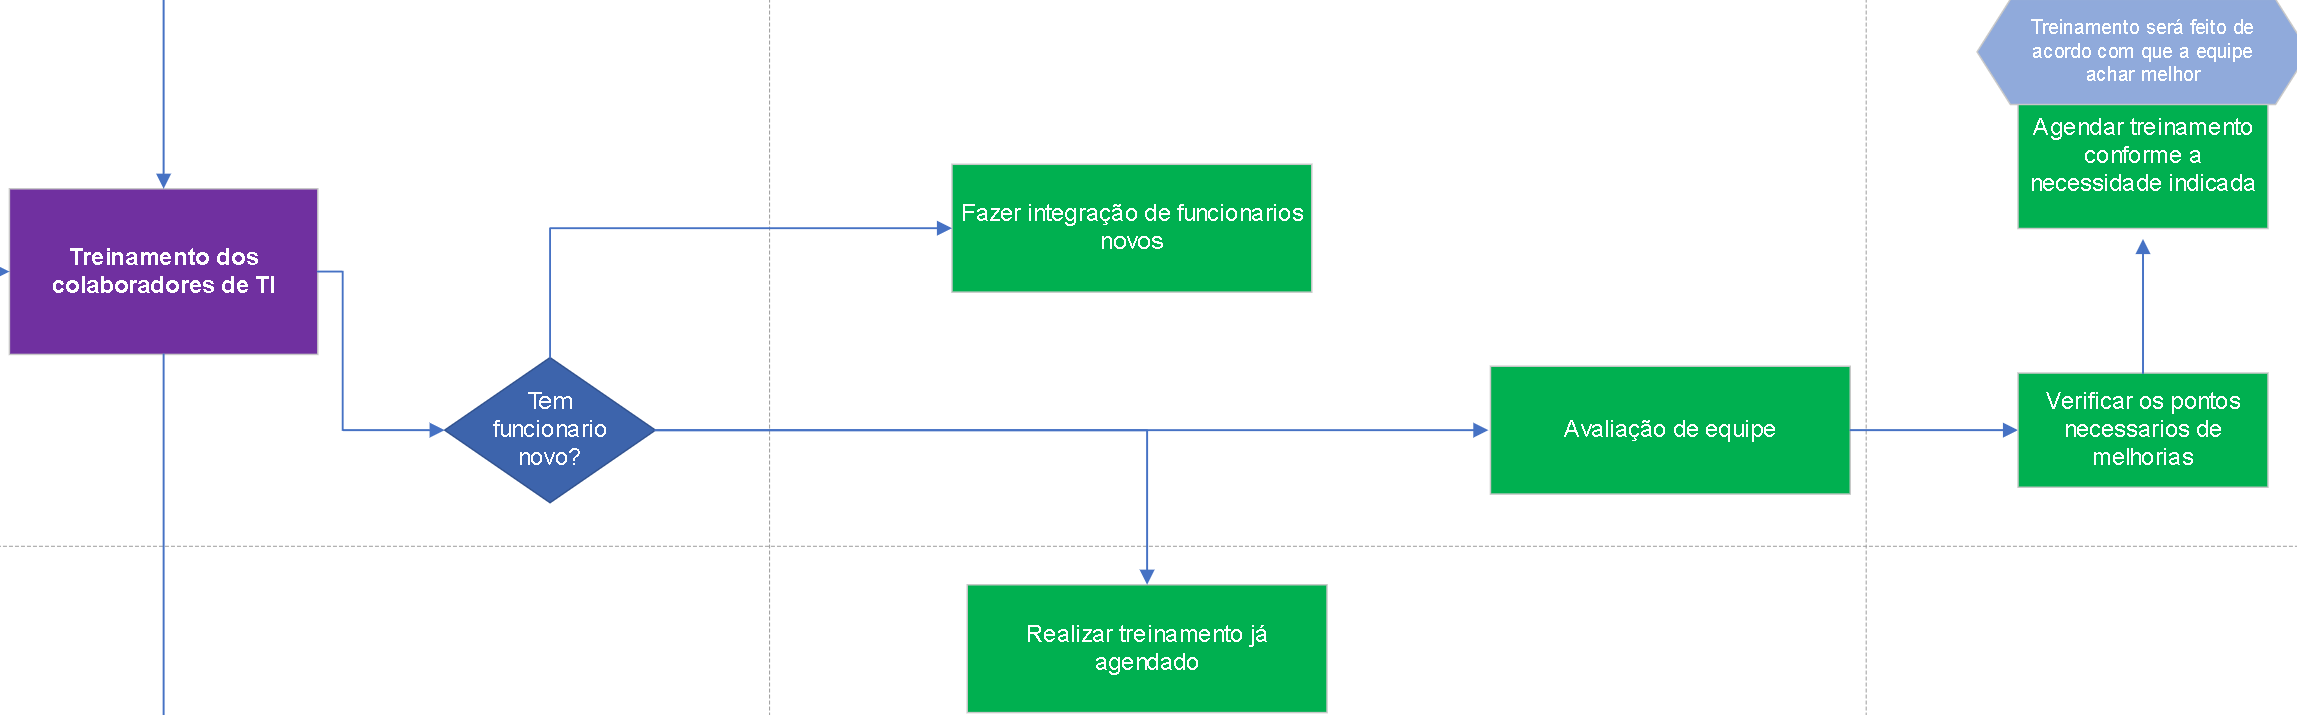 Treinamento será feito de
acordo com que a equipe
achar melhor
Agendar treinamento
conforme a
necessidade indicada
Fazer integração de funcionarios
novos
Treinamento dos
colaboradores de TI
Tem
funcionario
novo?
Avaliação de equipe
Verificar os pontos
necessarios de
melhorias
Realizar treinamento já
agendado